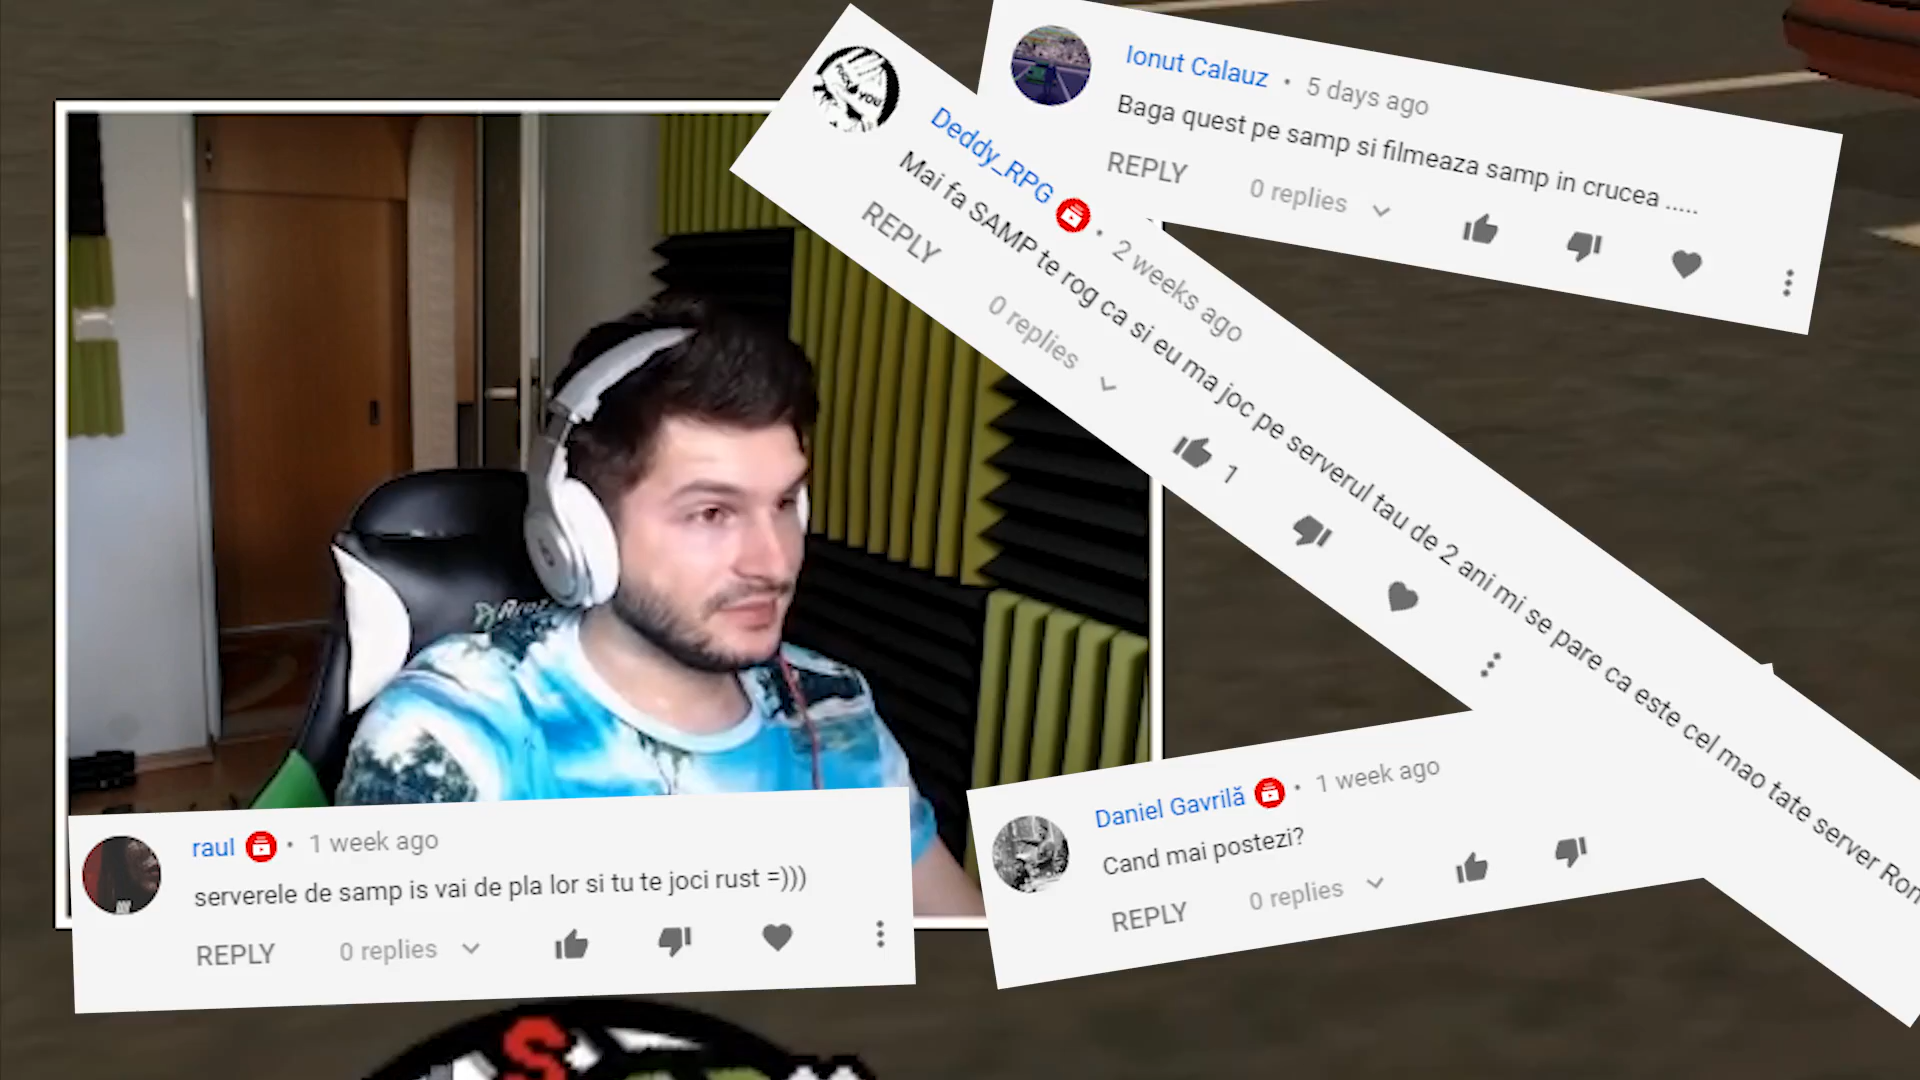 Ionut Calauz • 5 days ago
Baga quest pe samp si filmeaza samp in crucea .....
REPLY 0 replies
Deddy_RPG • 2 weeks ago
Mai fa SAMP te rog ca si eu ma joc pe serverul tau de 2 ani mi se pare ca este cel mao tate server
REPLY 0 replies 1
Daniel Gavrilă • 1 week ago
Cand mai postezi?
REPLY 0 replies
raul • 1 week ago
serverele de samp is vai de pla lor si tu te joci rust =)))
REPLY 0 replies
S